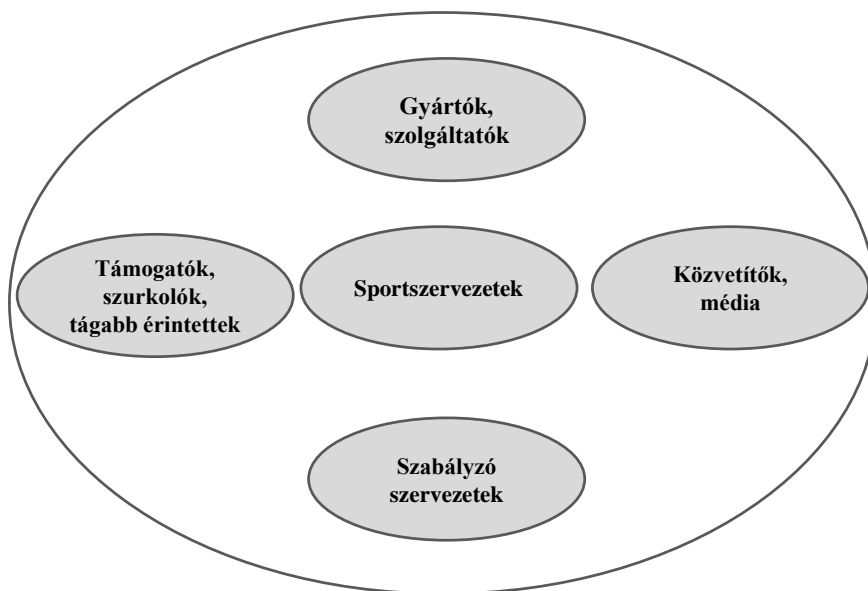 Gyártók,
szolgáltatók
Támogatók,
szurkolók,
tágabb érintettek
Sportszervezetek
Közvetítők,
média
Szabályzó
szervezetek